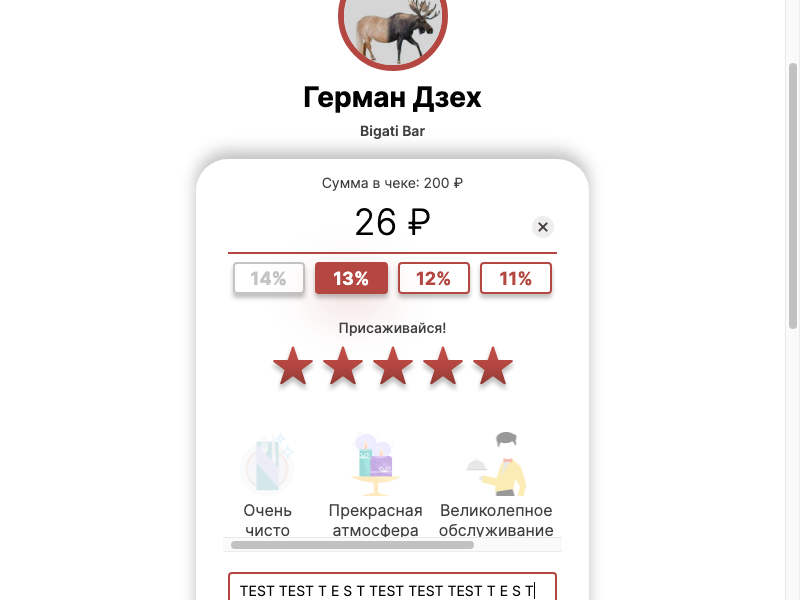 Герман Дзех
Bigati Bar
Сумма в чеке: 200 ₽
26 ₽
14% 13% 12% 11%
Присаживайся!
Очень чисто
Прекрасная атмосфера
Великолепное обслуживание
TEST TEST T E S T TEST TEST TEST T E S T